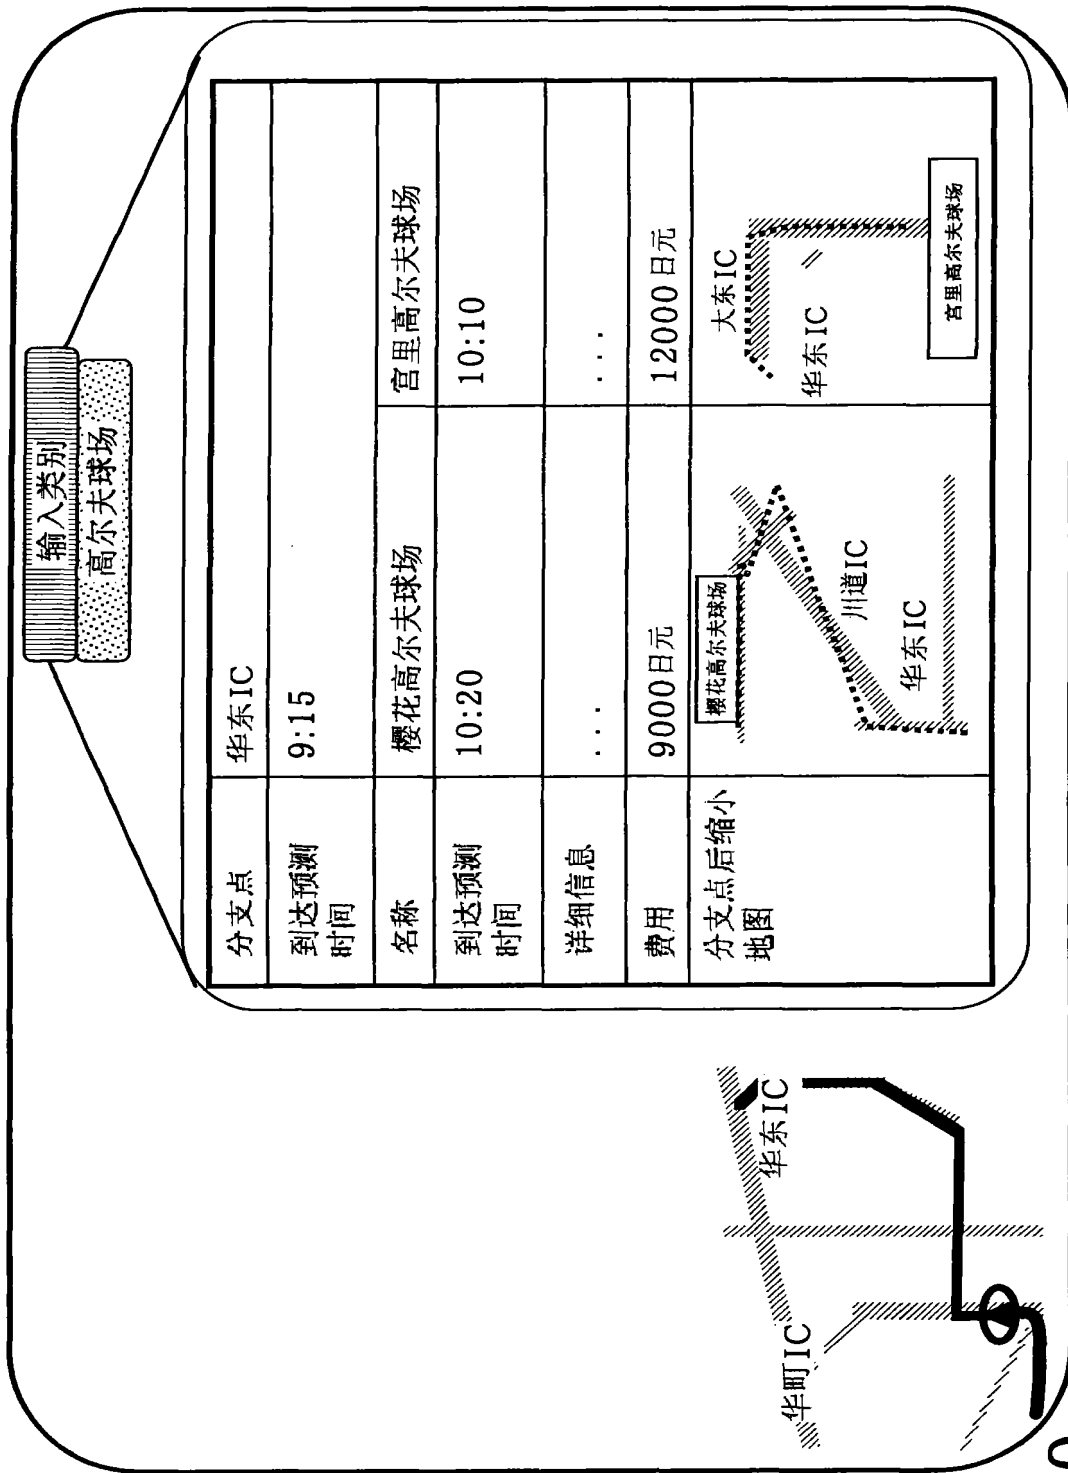 输入类别
高尔夫球场
分支点
华东IC
到达预测
时间
9:15
名称
樱花高尔夫球场
宫里高尔夫球场
到达预测
时间
10:20
10:10
详细信息
...
...
费用
9000日元
12000日元
分支点后缩小
地图
樱花高尔夫球场
川道IC
华东IC
大东IC
华东IC
宫里高尔夫球场
华町IC
华东IC